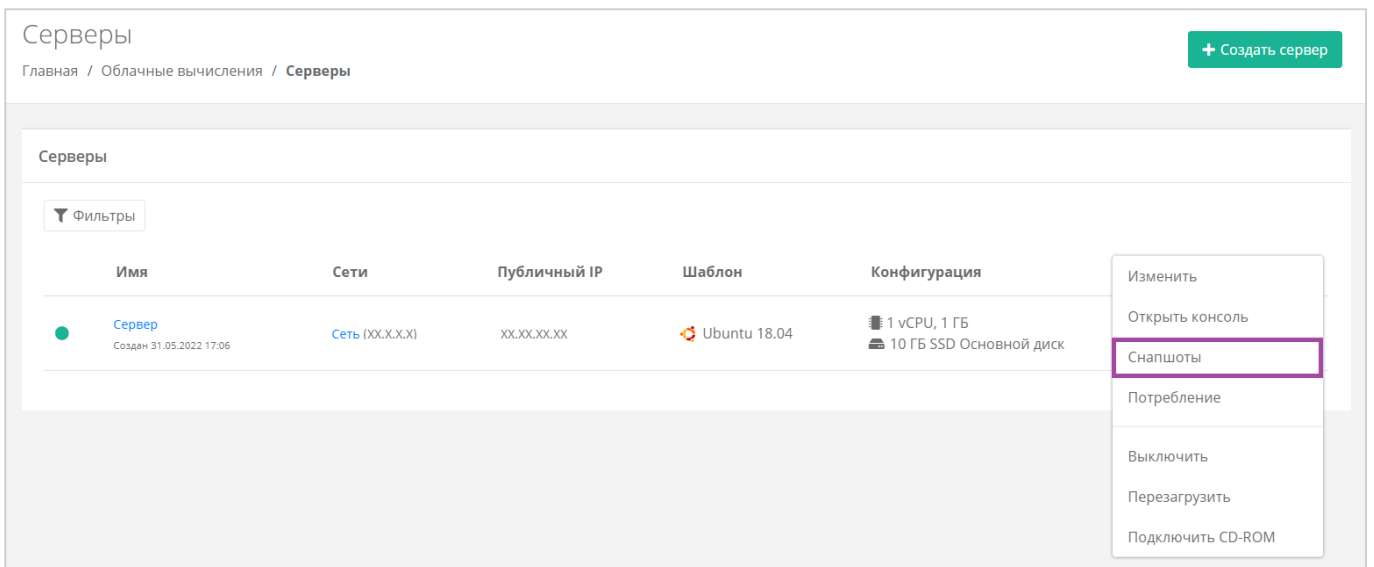 Серверы
+ Создать сервер
Главная / Облачные вычисления / Серверы
Серверы
Фильтры
Имя Сети Публичный IP Шаблон Конфигурация
Сервер
Создан 31.05.2022 17:06
Сеть (XX.X.X.X)
XX.XX.XX.XX
Ubuntu 18.04
1 vCPU, 1 ГБ
10 ГБ SSD Основной диск
Изменить
Открыть консоль
Снапшоты
Потребление
Выключить
Перезагрузить
Подключить CD-ROM